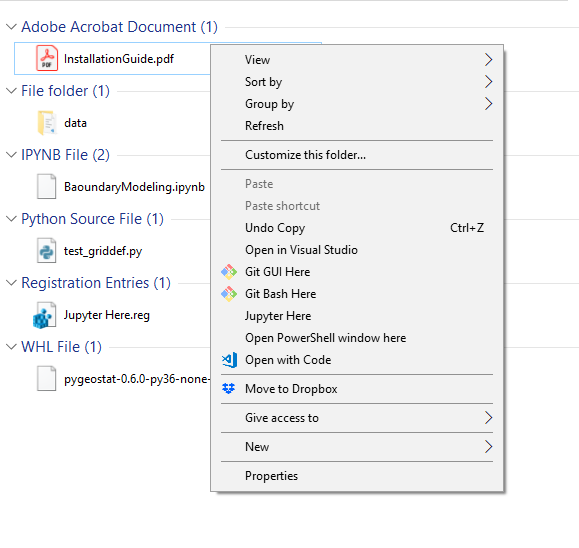 Adobe Acrobat Document (1)
InstallationGuide.pdf
File folder (1)
data
IPYNB File (2)
BaoundaryModeling.ipynb
Python Source File (1)
test_griddef.py
Registration Entries (1)
Jupyter Here.reg
WHL File (1)
pygeostat-0.6.0-py36-none-
View
Sort by
Group by
Refresh
Customize this folder...
Paste
Paste shortcut
Undo Copy Ctrl+Z
Open in Visual Studio
Git GUI Here
Git Bash Here
Jupyter Here
Open PowerShell window here
Open with Code
Move to Dropbox
Give access to
New
Properties